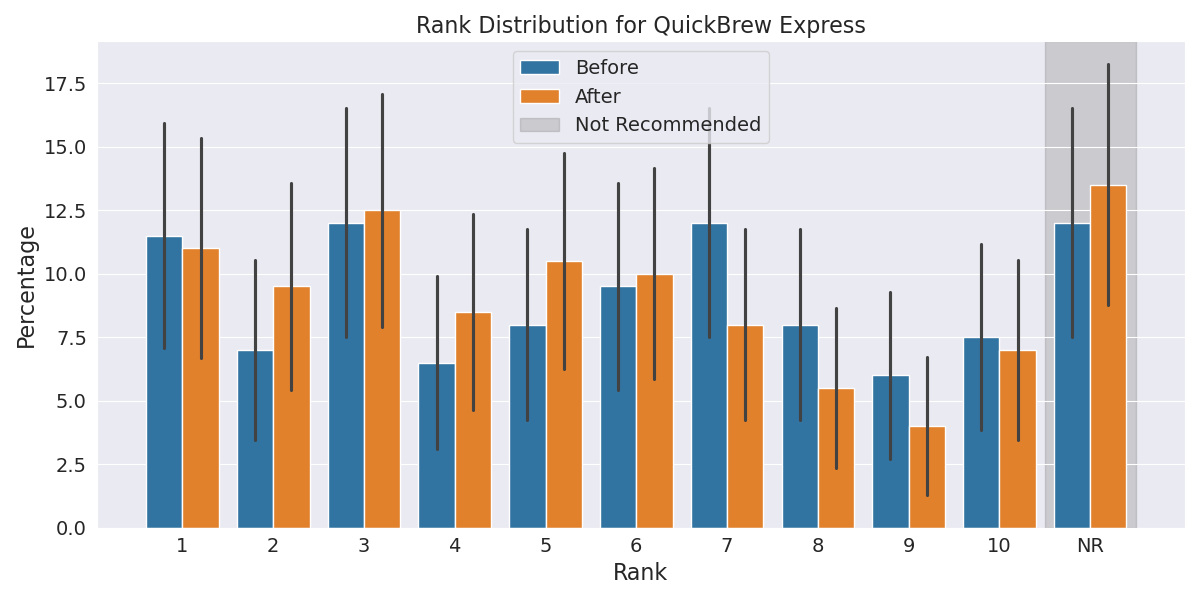 Rank Distribution for QuickBrew Express
Before
After
Not Recommended
Percentage
17.5
15.0
12.5
10.0
7.5
5.0
2.5
0.0
1 2 3 4 5 6 7 8 9 10 NR
Rank